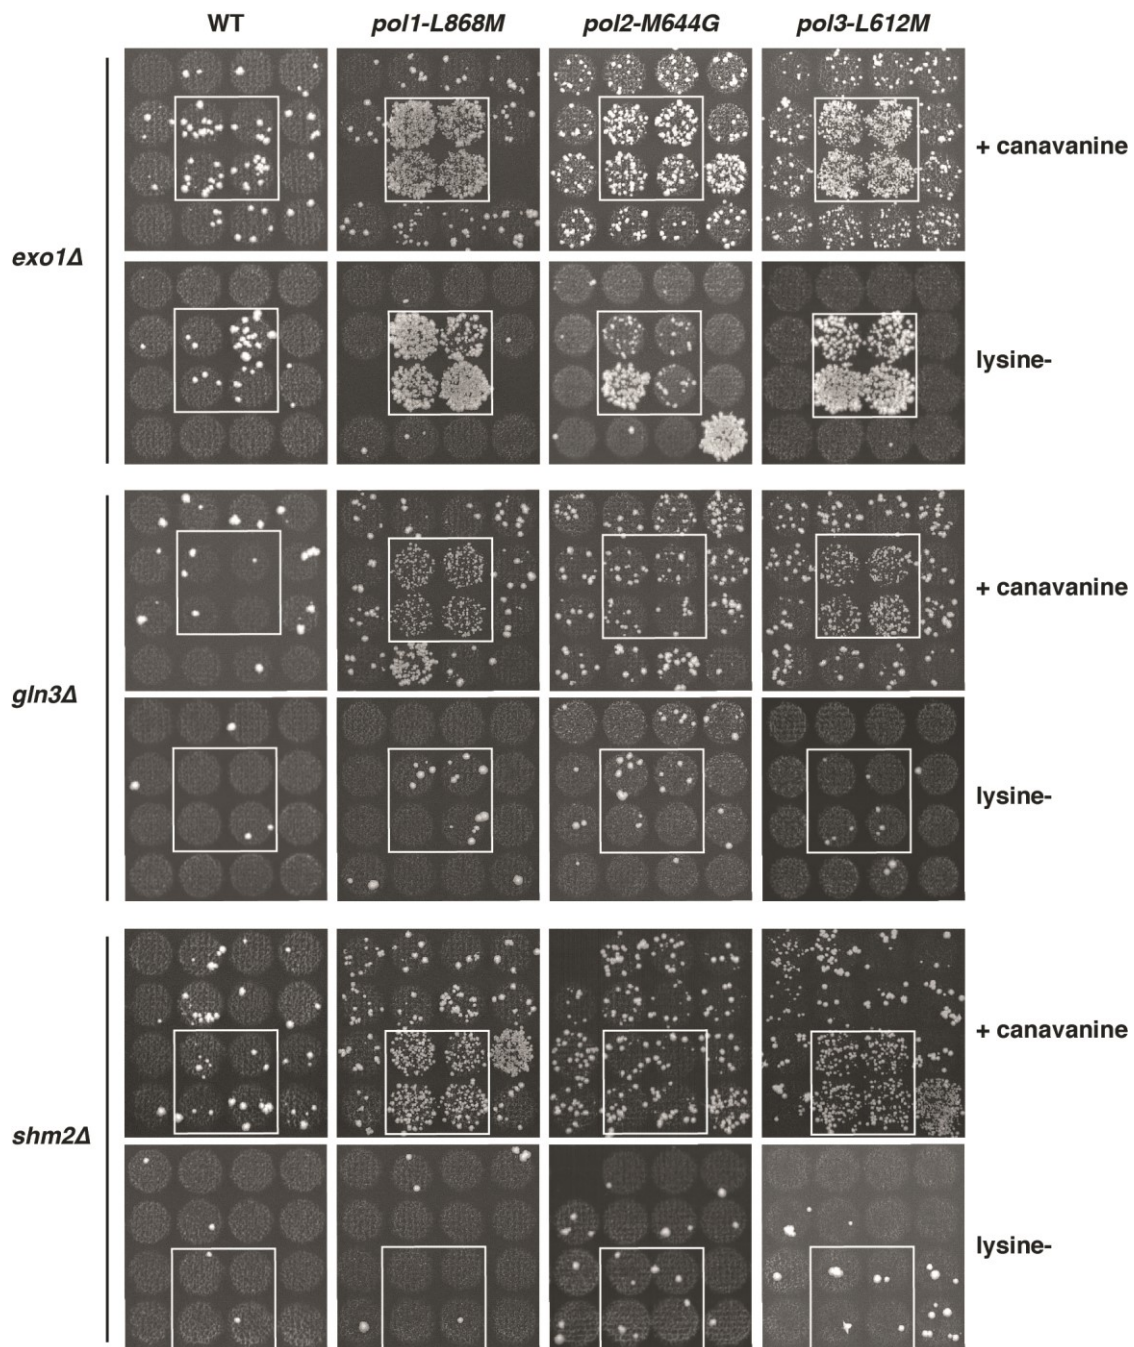 WT pol1-L868M pol2-M644G pol3-L612M
exo1Δ
+ canavanine
lysine-
gln3Δ
+ canavanine
lysine-
shm2Δ
+ canavanine
lysine-